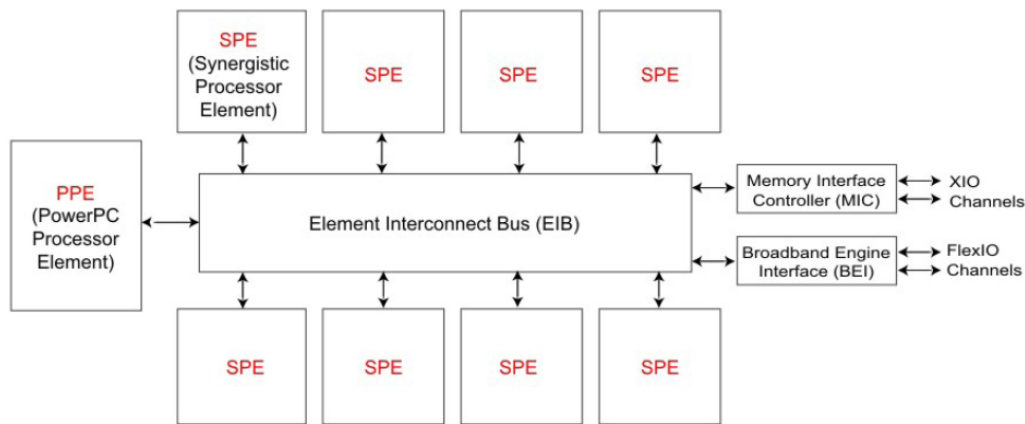 SPE
(Synergistic
Processor
Element)
SPE
SPE
SPE
PPE
(PowerPC
Processor
Element)
Element Interconnect Bus (EIB)
Memory Interface
Controller (MIC)
XIO
Channels
Broadband Engine
Interface (BEI)
FlexIO
Channels
SPE
SPE
SPE
SPE